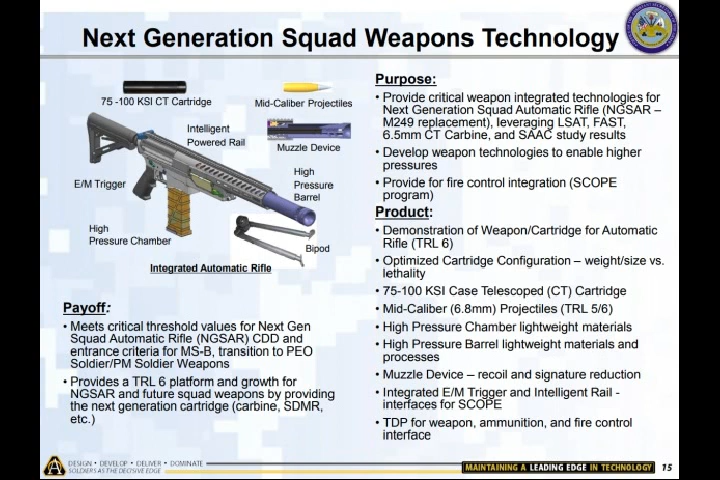 Next Generation Squad Weapons Technology
75 -100 KSI CT Cartridge
Mid-Caliber Projectiles
Intelligent
Powered Rail
Muzzle Device
E/M Trigger
High
Pressure
Barrel
High
Pressure Chamber
Bipod
Integrated Automatic Rifle
Payoff:
• Meets critical threshold values for Next Gen
Squad Automatic Rifle (NGSAR) CDD and
entrance criteria for MS-B, transition to PEO
Soldier/PM Soldier Weapons
• Provides a TRL 6 platform and growth for
NGSAR and future squad weapons by providing
the next generation cartridge (carbine, SDMR,
etc.)
Purpose:
• Provide critical weapon integrated technologies for
Next Generation Squad Automatic Rifle (NGSAR –
M249 replacement), leveraging LSAT, FAST,
6.5mm CT Carbine, and SAAC study results
• Develop weapon technologies to enable higher
pressures
• Provide for fire control integration (SCOPE
program)
Product:
• Demonstration of Weapon/Cartridge for Automatic
Rifle (TRL 6)
• Optimized Cartridge Configuration – weight/size vs.
lethality
• 75-100 KSI Case Telescoped (CT) Cartridge
• Mid-Caliber (6.8mm) Projectiles (TRL 5/6)
• High Pressure Chamber lightweight materials
• High Pressure Barrel lightweight materials and
processes
• Muzzle Device – recoil and signature reduction
• Integrated E/M Trigger and Intelligent Rail -
interfaces for SCOPE
• TDP for weapon, ammunition, and fire control
interface
DESIGN • DEVELOP • DELIVER • DOMINATE
SOLDIERS AS THE DECISIVE EDGE
MAINTAINING A LEADING EDGE IN TECHNOLOGY
15